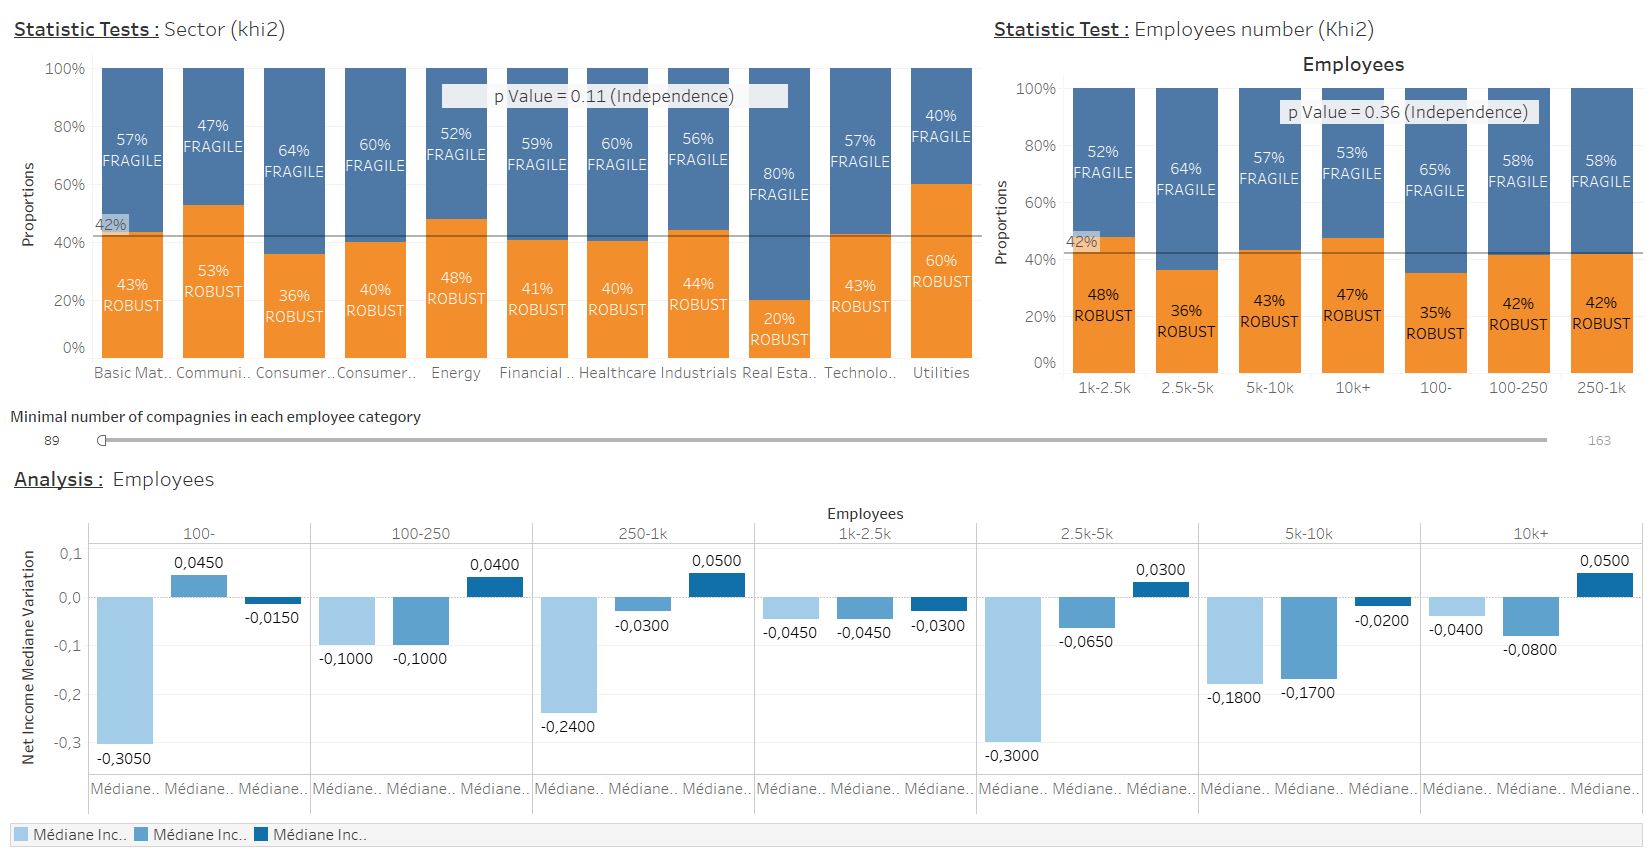 Statistic Tests : Sector (khi2)
100%
80%
60%
40%
20%
0%
Proportions
p Value = 0.11 (Independence)
42%
57%
FRAGILE
47%
FRAGILE
64%
FRAGILE
60%
FRAGILE
52%
FRAGILE
59%
FRAGILE
60%
FRAGILE
56%
FRAGILE
80%
FRAGILE
57%
FRAGILE
40%
FRAGILE
43%
ROBUST
53%
ROBUST
36%
ROBUST
40%
ROBUST
48%
ROBUST
41%
ROBUST
40%
ROBUST
44%
ROBUST
20%
ROBUST
43%
ROBUST
60%
ROBUST
Basic Mat.. Communi.. Consumer.. Consumer.. Energy Financial .. Healthcare Industrials Real Esta.. Technolo.. Utilities
Statistic Test : Employees number (Khi2)
Employees
100%
80%
60%
40%
20%
0%
Proportions
p Value = 0.36 (Independence)
42%
52%
FRAGILE
64%
FRAGILE
57%
FRAGILE
53%
FRAGILE
65%
FRAGILE
58%
FRAGILE
58%
FRAGILE
48%
ROBUST
36%
ROBUST
43%
ROBUST
47%
ROBUST
35%
ROBUST
42%
ROBUST
42%
ROBUST
1k-2.5k 2.5k-5k 5k-10k 10k+ 100- 100-250 250-1k
Minimal number of compagnies in each employee category
89 163
Analysis : Employees
Employees
100- 100-250 250-1k 1k-2.5k 2.5k-5k 5k-10k 10k+
Net Income Mediane Variation
0,1
0,0
-0,1
-0,2
-0,3
-0,3050
0,0450
-0,0150
-0,1000
-0,1000
0,0400
-0,2400
-0,0300
0,0500
-0,0450
-0,0450
-0,0300
-0,3000
-0,0650
0,0300
-0,1800
-0,1700
-0,0200
-0,0400
-0,0800
0,0500
Médiane.. Médiane.. Médiane.. Médiane.. Médiane.. Médiane.. Médiane.. Médiane.. Médiane.. Médiane.. Médiane.. Médiane.. Médiane.. Médiane.. Médiane.. Médiane.. Médiane.. Médiane.. Médiane.. Médiane.. Médiane..
Médiane Inc.. Médiane Inc.. Médiane Inc..